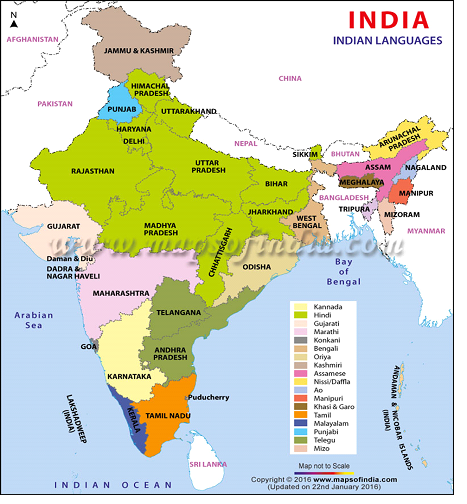 INDIA
INDIAN LANGUAGES
N
AFGHANISTAN
JAMMU & KASHMIR
CHINA
PAKISTAN
HIMACHAL
PRADESH
PUNJAB
UTTARAKHAND
HARYANA
DELHI
NEPAL
ARUNACHAL
PRADESH
SIKKIM
BHUTAN
RAJASTHAN
UTTAR
PRADESH
ASSAM
NAGALAND
BIHAR
MEGHALAYA
MANIPUR
BANGLADESH
JHARKHAND
WEST
BENGAL
TRIPURA
MIZORAM
GUJARAT
MADHYA
PRADESH
MYANMAR
www.mapsofindia.com
CHHATTISGARH
Daman & Diu
DADRA &
NAGAR HAVELI
ODISHA
Bay
of
Bengal
MAHARASHTRA
Arabian
Sea
TELANGANA
GOA
ANDHRA
PRADESH
KARNATAKA
Puducherry
LAKSHADWEEP
(INDIA)
KERALA
TAMIL NADU
ANDAMAN &
NICOBAR ISLANDS
(INDIA)
SRI LANKA
INDIAN OCEAN
Kannada
Hindi
Gujarati
Marathi
Konkani
Bengali
Oriya
Kashmiri
Assamese
Nissi/Daffla
Ao
Manipuri
Khasi & Garo
Tamil
Malayalam
Punjabi
Telegu
Mizo
Map not to Scale
Copyright © 2016 www.mapsofindia.com
(Updated on 22nd January 2016)